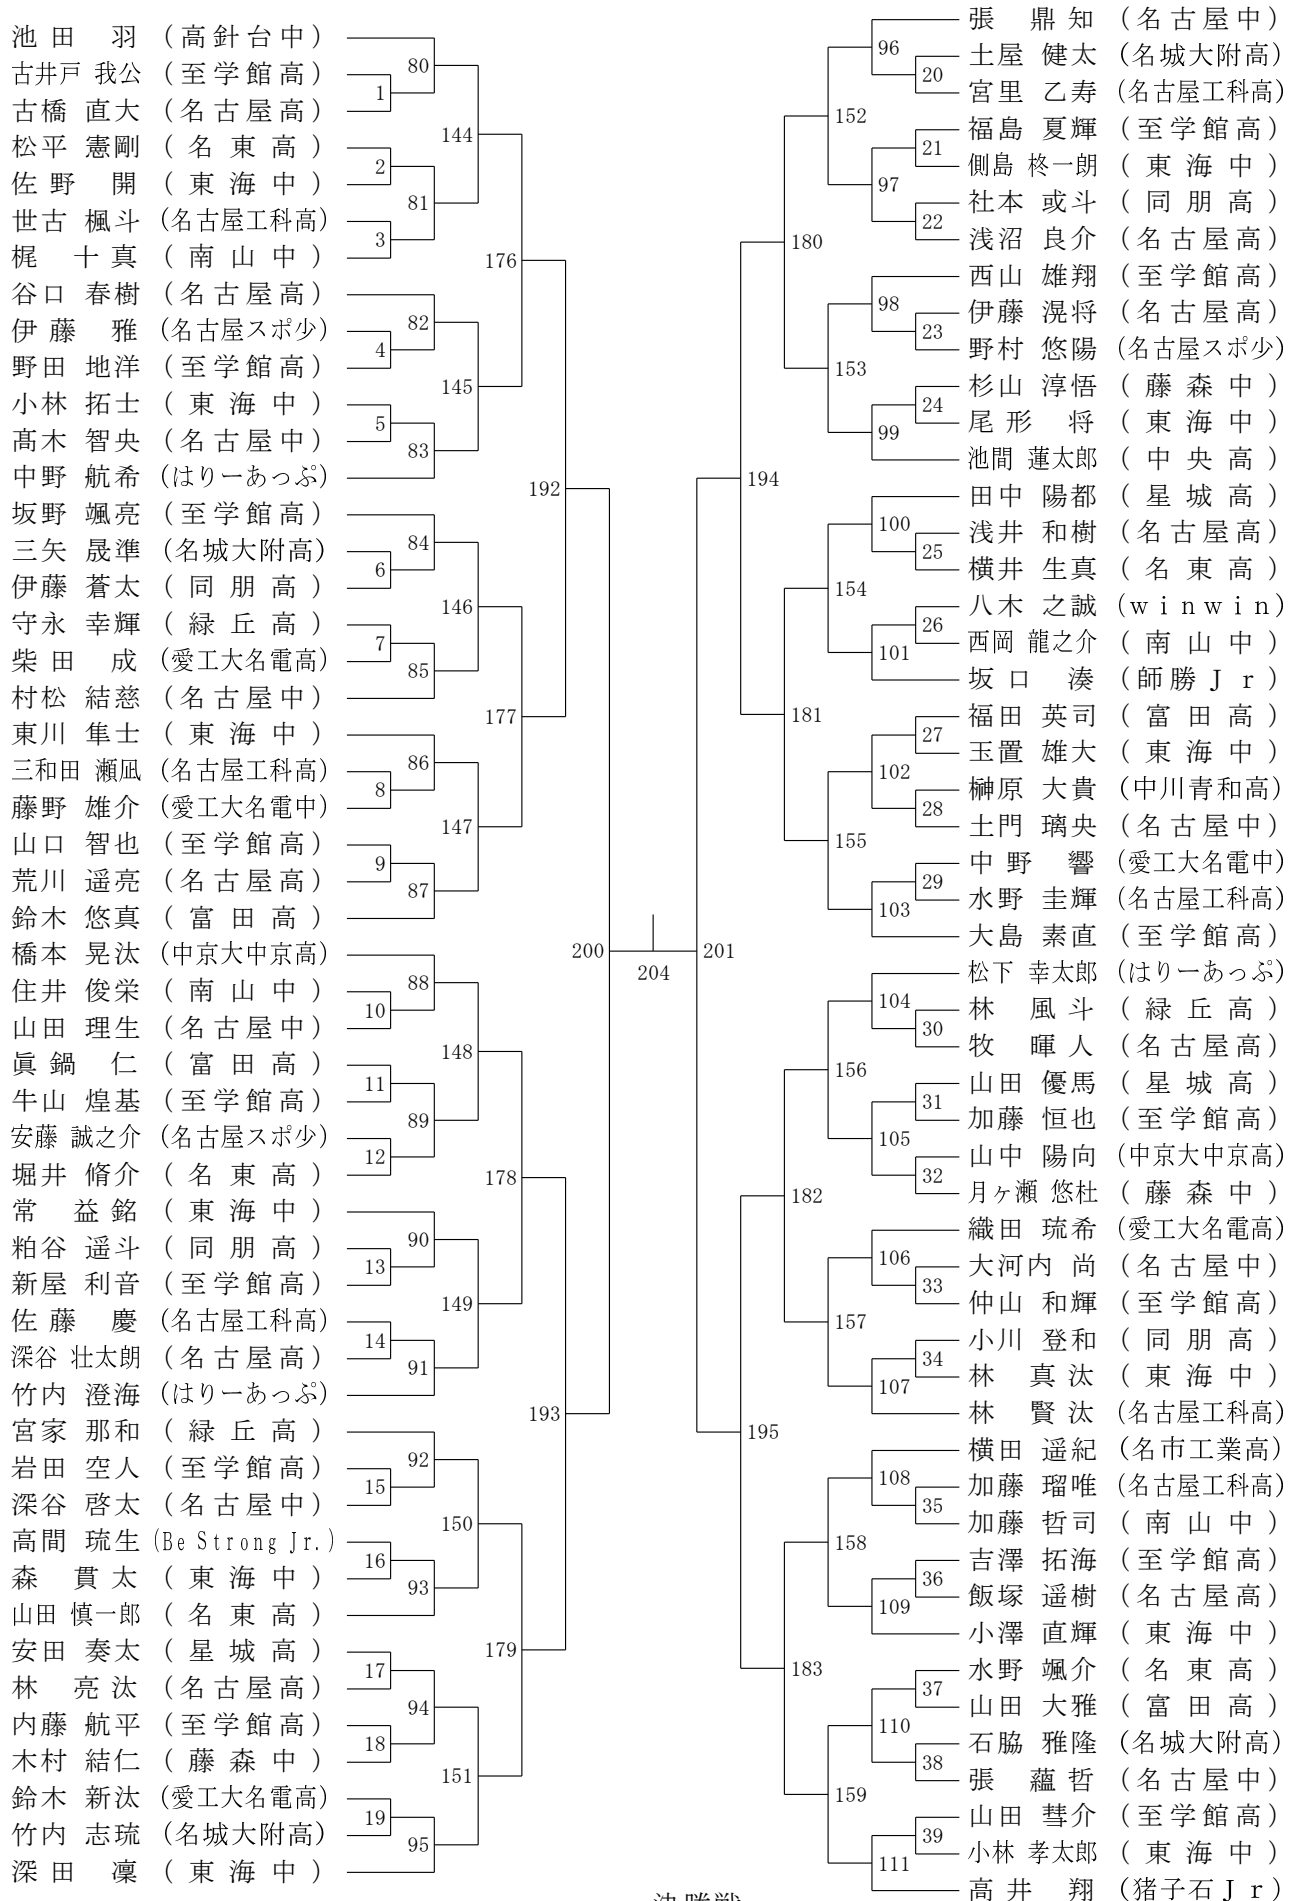 池田 羽 (高針台中)
古井戸 我公 (至学館高)
古橋 直大 (名古屋高)
松平 憲剛 (名東高)
佐野 開 (東海中)
世古 楓斗 (名古屋工科高)
梶 十真 (南山中)
谷口 春樹 (名古屋高)
伊藤 雅 (名古屋スポ少)
野田 地洋 (至学館高)
小林 拓士 (東海中)
髙木 智央 (名古屋中)
中野 航希 (はりーあっぷ)
坂野 颯亮 (至学館高)
三矢 晟準 (名城大附高)
伊藤 蒼太 (同朋高)
守永 幸輝 (緑丘高)
柴田 成 (愛工大名電高)
村松 結慈 (名古屋中)
東川 隼士 (東海中)
三和田 瀬凪 (名古屋工科高)
藤野 雄介 (愛工大名電中)
山口 智也 (至学館高)
荒川 遥亮 (名古屋高)
鈴木 悠真 (富田高)
橋本 晃汰 (中京大中京高)
住井 俊栄 (南山中)
山田 理生 (名古屋中)
眞鍋 仁 (富田高)
牛山 煌基 (至学館高)
安藤 誠之介 (名古屋スポ少)
堀井 脩介 (名東高)
常 益銘 (東海中)
粕谷 遥斗 (同朋高)
新屋 利音 (至学館高)
佐藤 慶 (名古屋工科高)
深谷 壮太朗 (名古屋高)
竹内 澄海 (はりーあっぷ)
宮家 那和 (緑丘高)
岩田 空人 (至学館高)
深谷 啓太 (名古屋中)
高間 琉生 (Be Strong Jr.)
森 貫太 (東海中)
山田 慎一郎 (名東高)
安田 奏太 (星城高)
林 亮汰 (名古屋高)
内藤 航平 (至学館高)
木村 結仁 (藤森中)
鈴木 新汰 (愛工大名電高)
竹内 志琉 (名城大附高)
深田 凜 (東海中)
1
2
3
4
5
6
7
8
9
10
11
12
13
14
15
16
17
18
19
80
81
82
83
84
85
86
87
88
89
90
91
92
93
94
95
144
145
146
147
148
149
150
151
176
177
178
179
192
193
200
204
201
194
195
180
181
182
183
152
153
154
155
156
157
158
159
96
97
98
99
100
101
102
103
104
105
106
107
108
109
110
111
20
21
22
23
24
25
26
27
28
29
30
31
32
33
34
35
36
37
38
39
張 鼎知 (名古屋中)
土屋 健太 (名城大附高)
宮里 乙寿 (名古屋工科高)
福島 夏輝 (至学館高)
側島 柊一朗 (東海中)
社本 或斗 (同朋高)
浅沼 良介 (名古屋高)
西山 雄翔 (至学館高)
伊藤 滉将 (名古屋高)
野村 悠陽 (名古屋スポ少)
杉山 淳悟 (藤森中)
尾形 将 (東海中)
池間 蓮太郎 (中央高)
田中 陽都 (星城高)
浅井 和樹 (名古屋高)
横井 生真 (名東高)
八木 之誠 (winwin)
西岡 龍之介 (南山中)
坂口 湊 (師勝Jr)
福田 英司 (富田高)
玉置 雄大 (東海中)
榊原 大貴 (中川青和高)
土門 璃央 (名古屋中)
中野 響 (愛工大名電中)
水野 圭輝 (名古屋工科高)
大島 素直 (至学館高)
松下 幸太郎 (はりーあっぷ)
林 風斗 (緑丘高)
牧 暉人 (名古屋高)
山田 優馬 (星城高)
加藤 恒也 (至学館高)
山中 陽向 (中京大中京高)
月ヶ瀬 悠杜 (藤森中)
織田 琉希 (愛工大名電高)
大河内 尚 (名古屋中)
仲山 和輝 (至学館高)
小川 登和 (同朋高)
林 真汰 (東海中)
林 賢汰 (名古屋工科高)
横田 遥紀 (名市工業高)
加藤 瑠唯 (名古屋工科高)
加藤 哲司 (南山中)
吉澤 拓海 (至学館高)
飯塚 遥樹 (名古屋高)
小澤 直輝 (東海中)
水野 颯介 (名東高)
山田 大雅 (富田高)
石脇 雅隆 (名城大附高)
張 蘊哲 (名古屋中)
山田 彗介 (至学館高)
小林 孝太郎 (東海中)
高井 翔 (猪子石Jr)
決勝戦